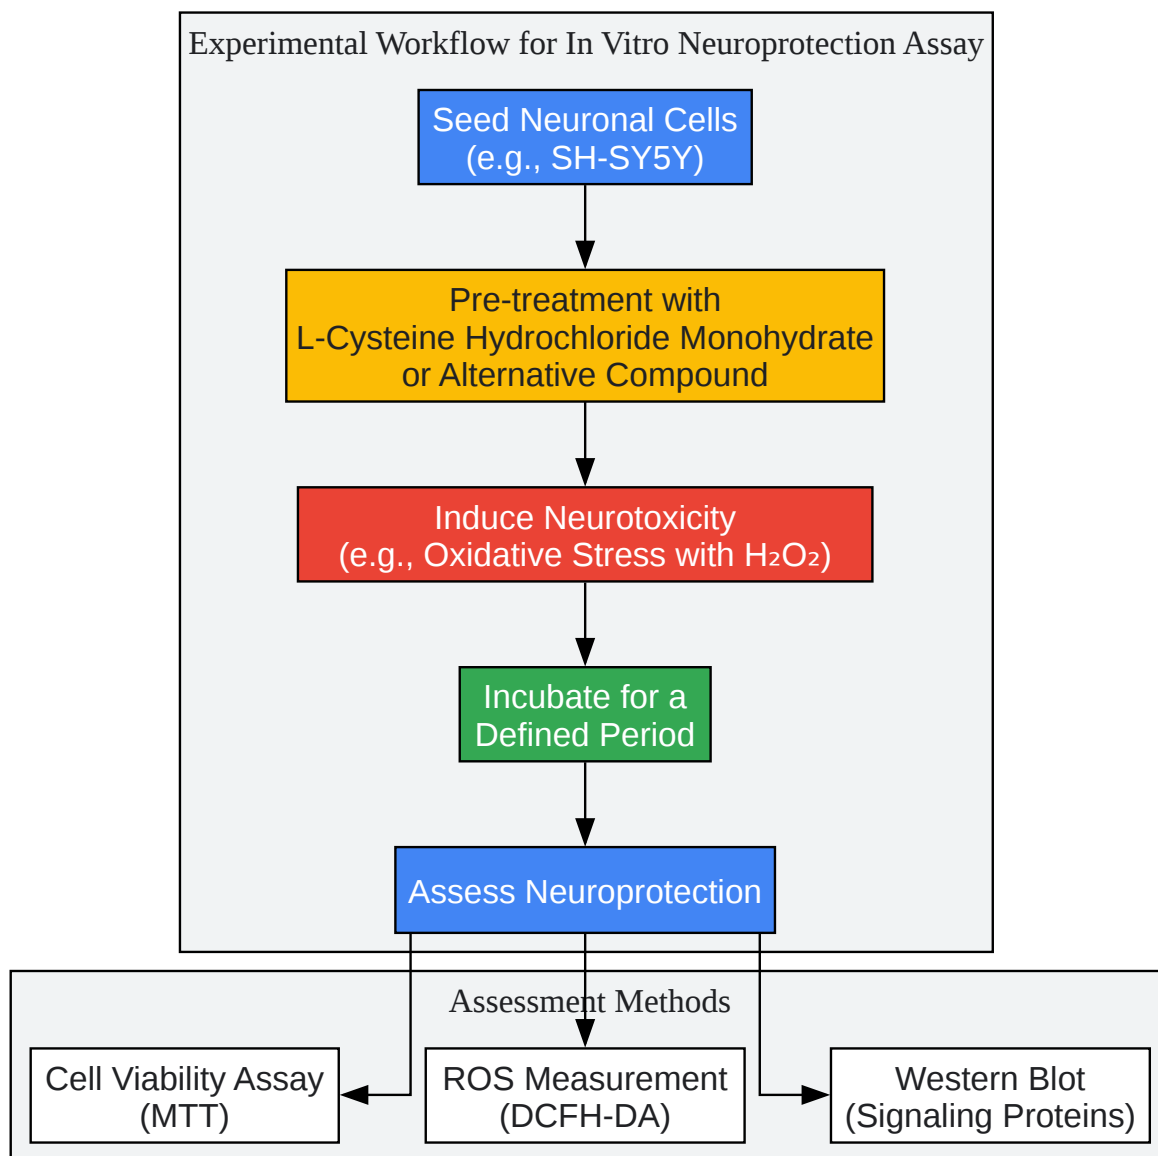 Experimental Workflow for In Vitro Neuroprotection Assay
Seed Neuronal Cells
(e.g., SH-SY5Y)
Pre-treatment with
L-Cysteine Hydrochloride Monohydrate
or Alternative Compound
Induce Neurotoxicity
(e.g., Oxidative Stress with H₂O₂)
Incubate for a
Defined Period
Assess Neuroprotection
Assessment Methods
Cell Viability Assay
(MTT)
ROS Measurement
(DCFH-DA)
Western Blot
(Signaling Proteins)